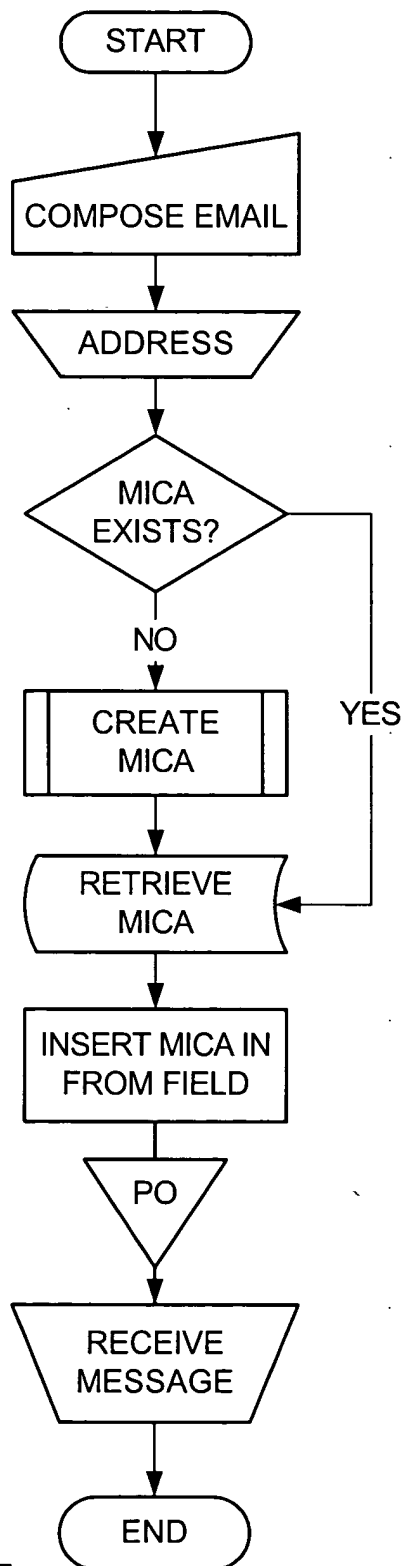 START
COMPOSE EMAIL
ADDRESS
MICA
EXISTS?
NO
YES
CREATE
MICA
RETRIEVE
MICA
INSERT MICA IN
FROM FIELD
PO
RECEIVE
MESSAGE
END